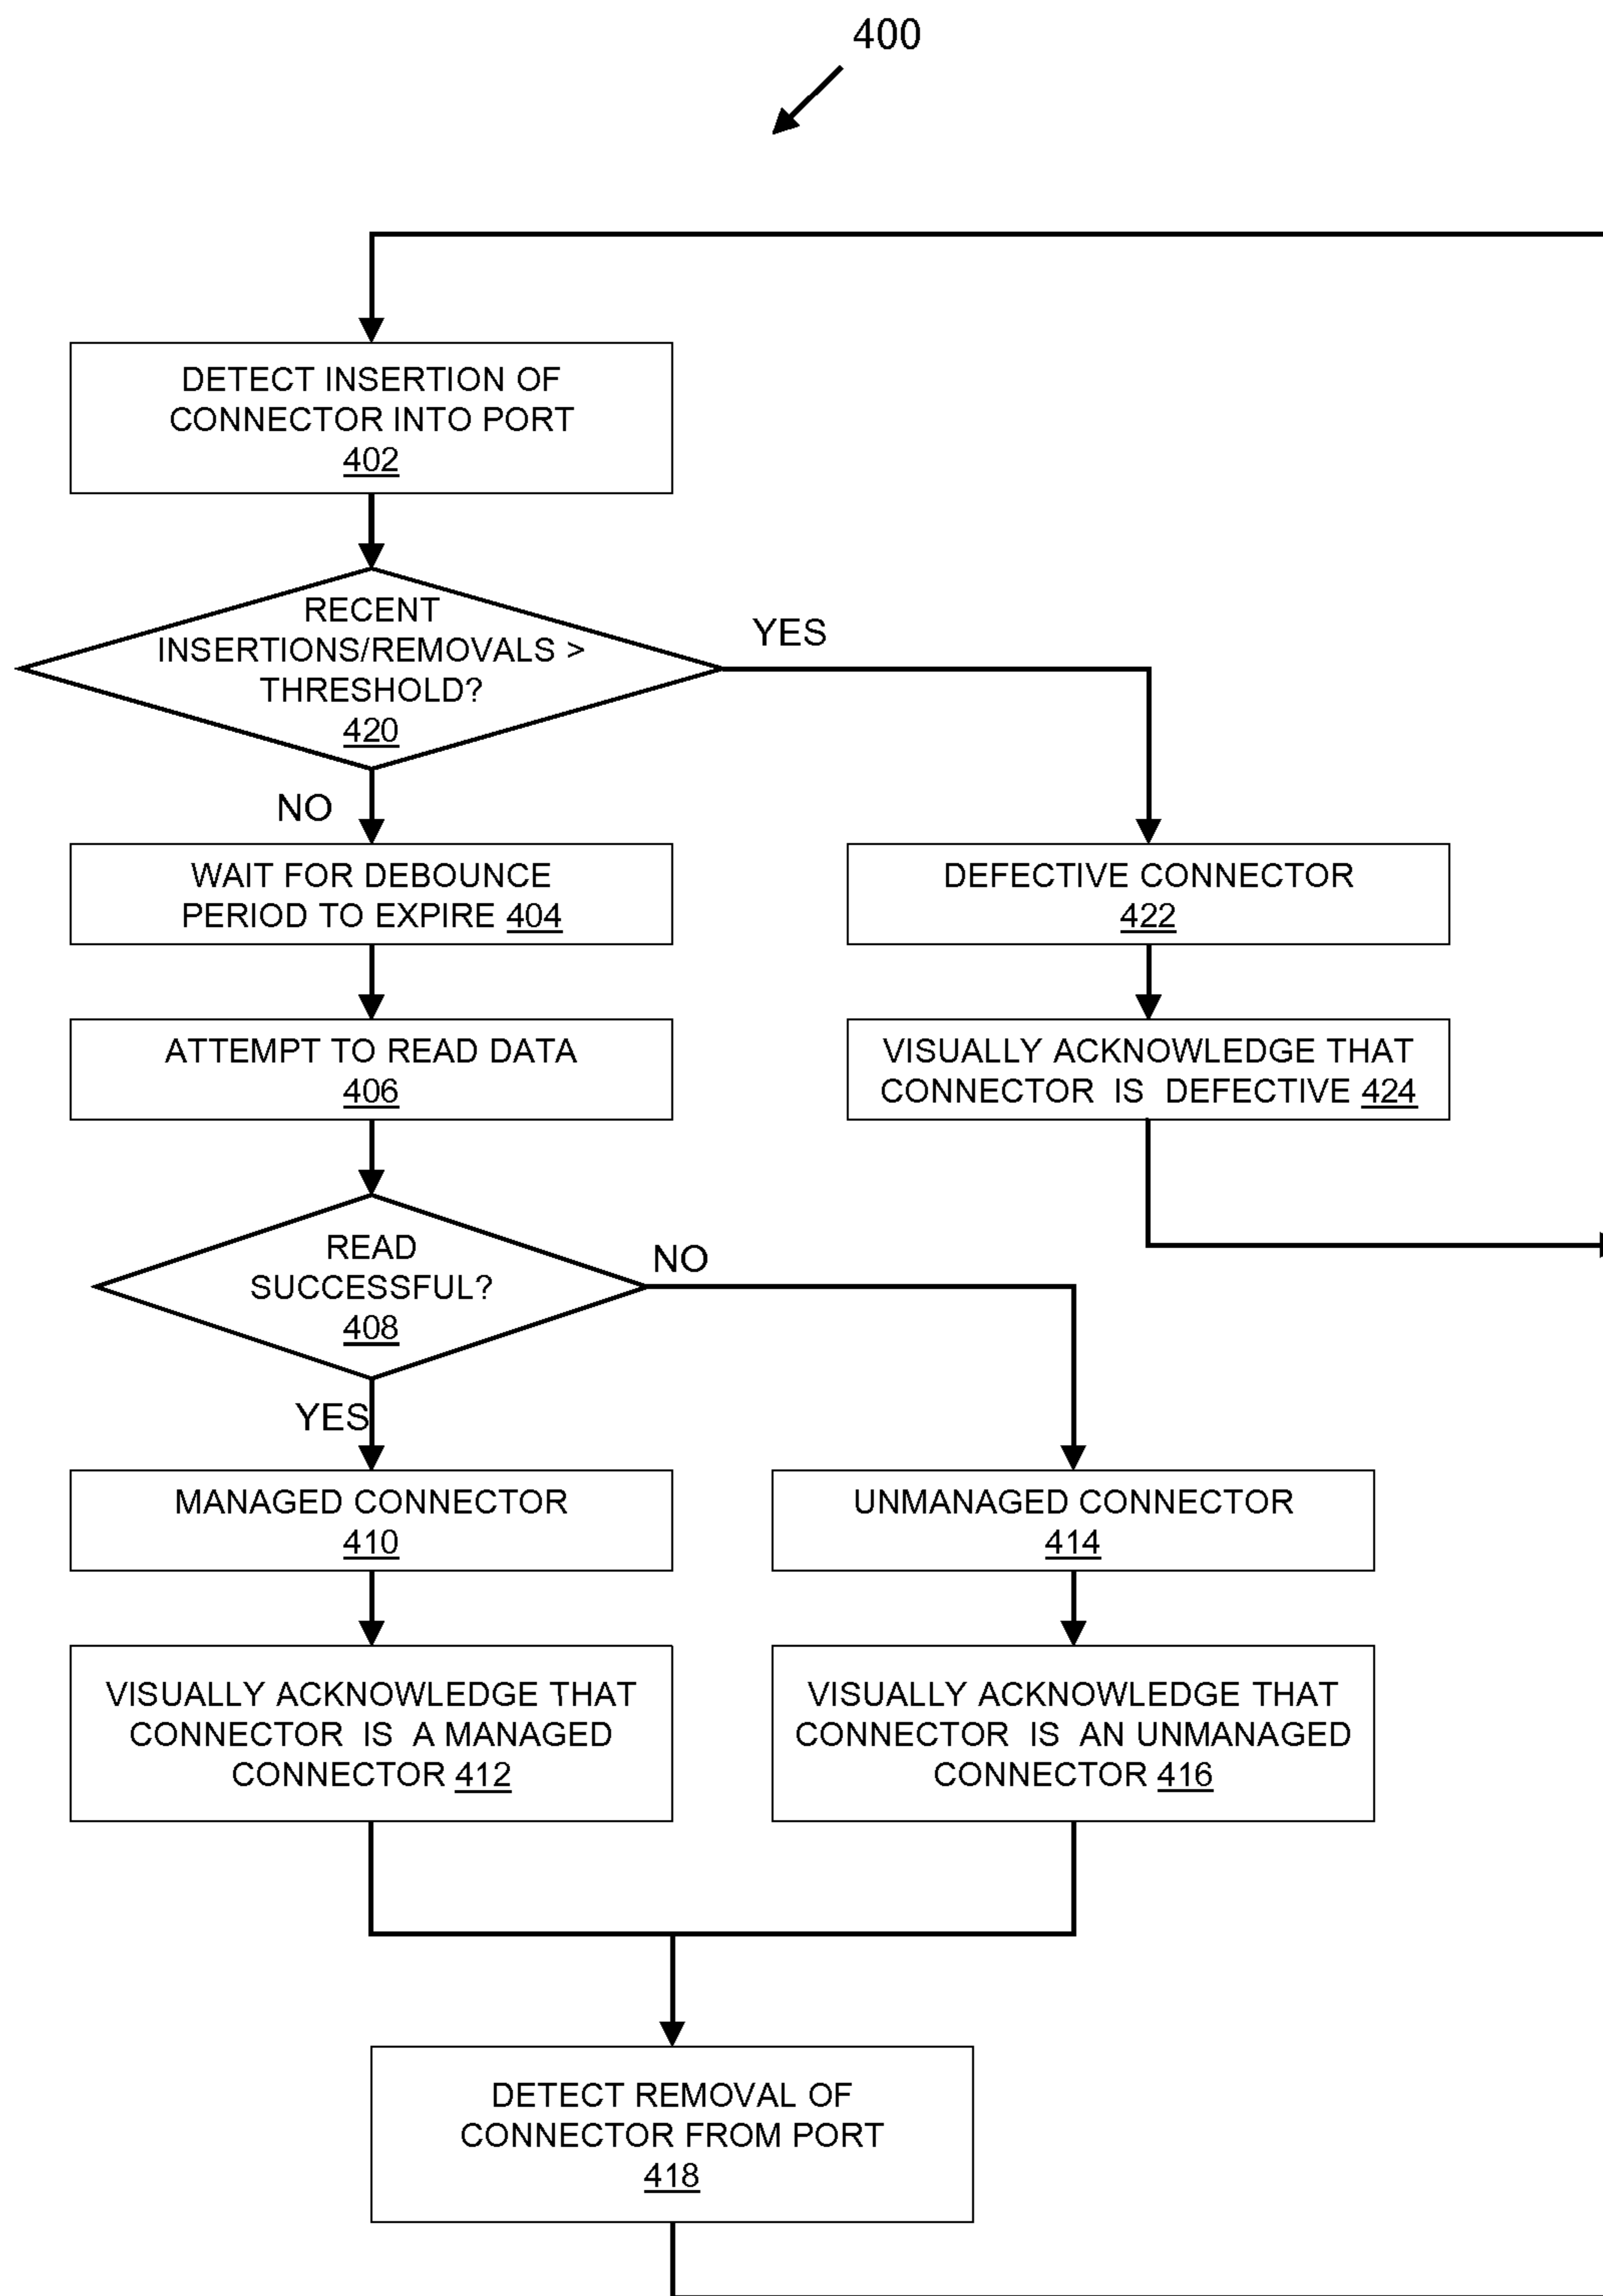 400
DETECT INSERTION OF
CONNECTOR INTO PORT
402
RECENT
INSERTIONS/REMOVALS >
THRESHOLD?
420
YES
NO
WAIT FOR DEBOUNCE
PERIOD TO EXPIRE 404
DEFECTIVE CONNECTOR
422
ATTEMPT TO READ DATA
406
VISUALLY ACKNOWLEDGE THAT
CONNECTOR IS DEFECTIVE 424
READ
SUCCESSFUL?
408
NO
YES
MANAGED CONNECTOR
410
UNMANAGED CONNECTOR
414
VISUALLY ACKNOWLEDGE THAT
CONNECTOR IS A MANAGED
CONNECTOR 412
VISUALLY ACKNOWLEDGE THAT
CONNECTOR IS AN UNMANAGED
CONNECTOR 416
DETECT REMOVAL OF
CONNECTOR FROM PORT
418